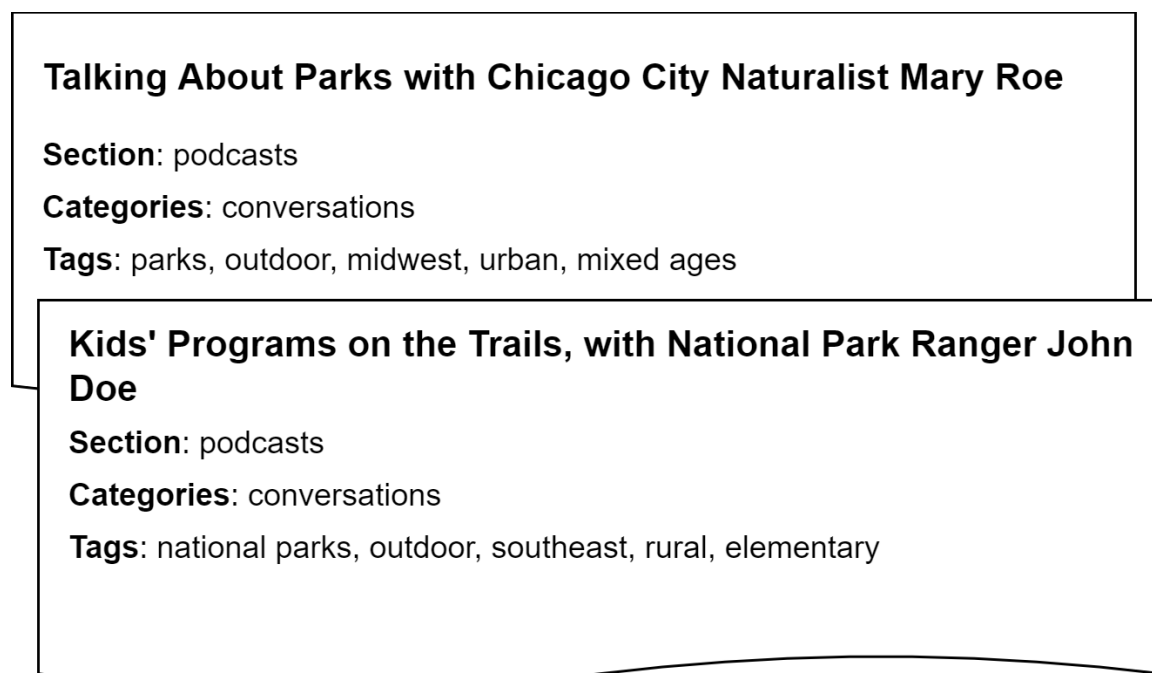 Talking About Parks with Chicago City Naturalist Mary Roe
Section: podcasts
Categories: conversations
Tags: parks, outdoor, midwest, urban, mixed ages
Kids' Programs on the Trails, with National Park Ranger John
Doe
Section: podcasts
Categories: conversations
Tags: national parks, outdoor, southeast, rural, elementary